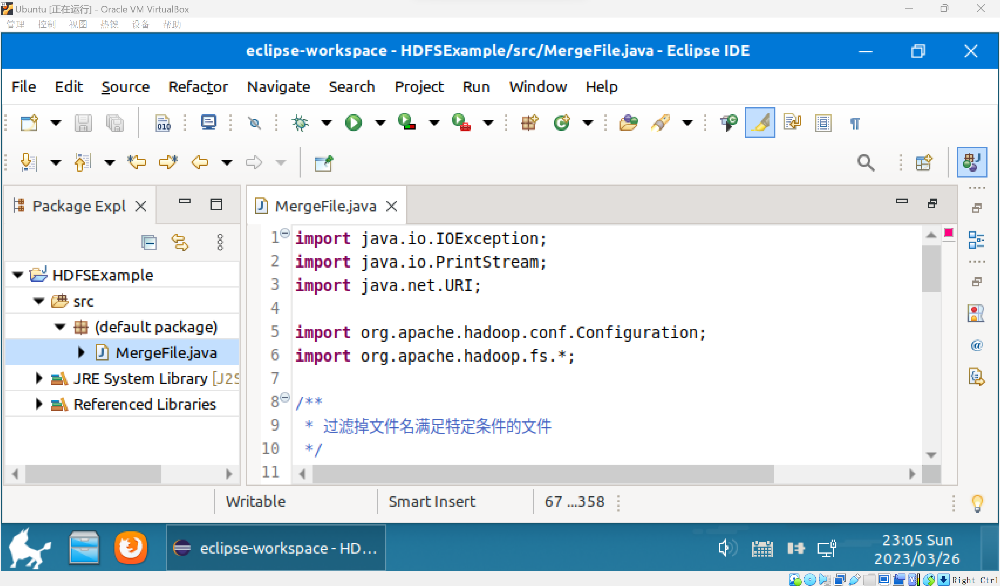 Ubuntu [正在运行] - Oracle VM VirtualBox
管理 控制 视图 热键 设备 帮助
eclipse-workspace - HDFSExample/src/MergeFile.java - Eclipse IDE
File Edit Source Refactor Navigate Search Project Run Window Help
Package Expl
MergeFile.java
HDFSExample
src
(default package)
MergeFile.java
JRE System Library [J2S
Referenced Libraries
1 import java.io.IOException;
2 import java.io.PrintStream;
3 import java.net.URI;
4
5 import org.apache.hadoop.conf.Configuration;
6 import org.apache.hadoop.fs.*;
7
8 /**
9 * 过滤掉文件名满足特定条件的文件
10 */
11
Writable Smart Insert 67 ...358
eclipse-workspace - HD...
23:05 Sun
2023/03/26
Right Ctrl